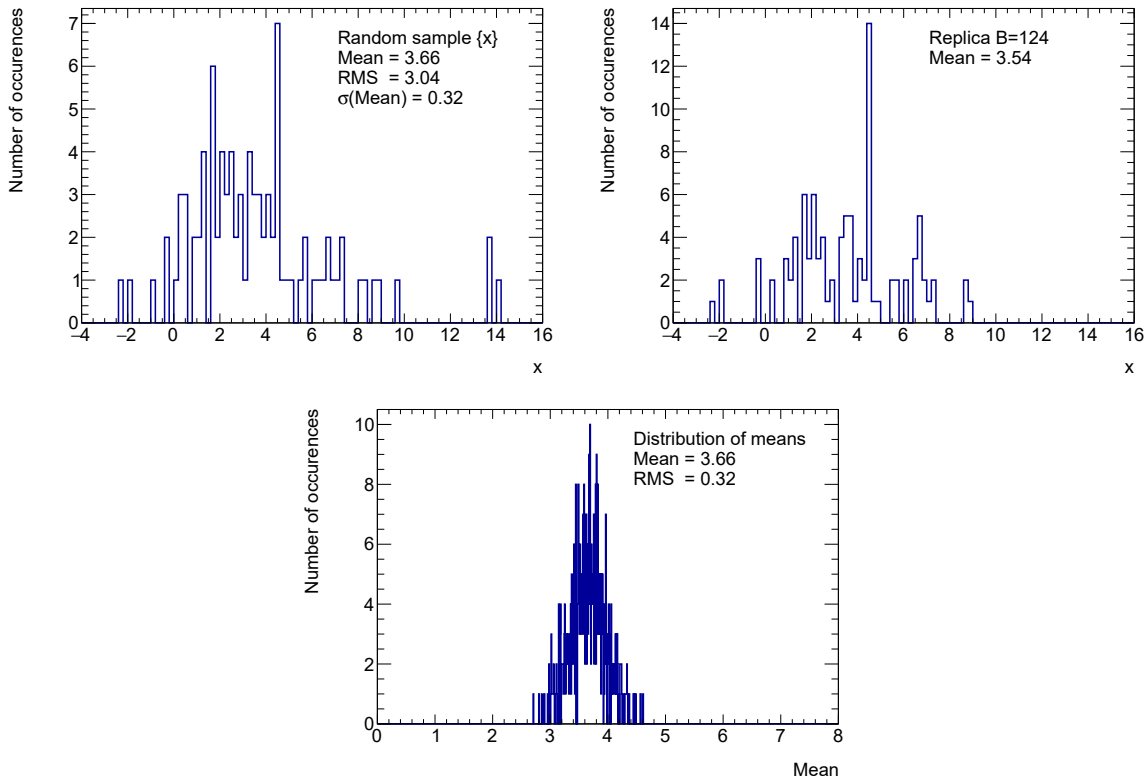 Number of occurences
7
6
5
4
3
2
1
0
Random sample {x}
Mean = 3.66
RMS = 3.04
σ(Mean) = 0.32
−4 −2 0 2 4 6 8 10 12 14 16
x
Number of occurences
14
12
10
8
6
4
2
0
Replica B=124
Mean = 3.54
−4 −2 0 2 4 6 8 10 12 14 16
x
Number of occurences
10
8
6
4
2
0
Distribution of means
Mean = 3.66
RMS = 0.32
0 1 2 3 4 5 6 7 8
Mean